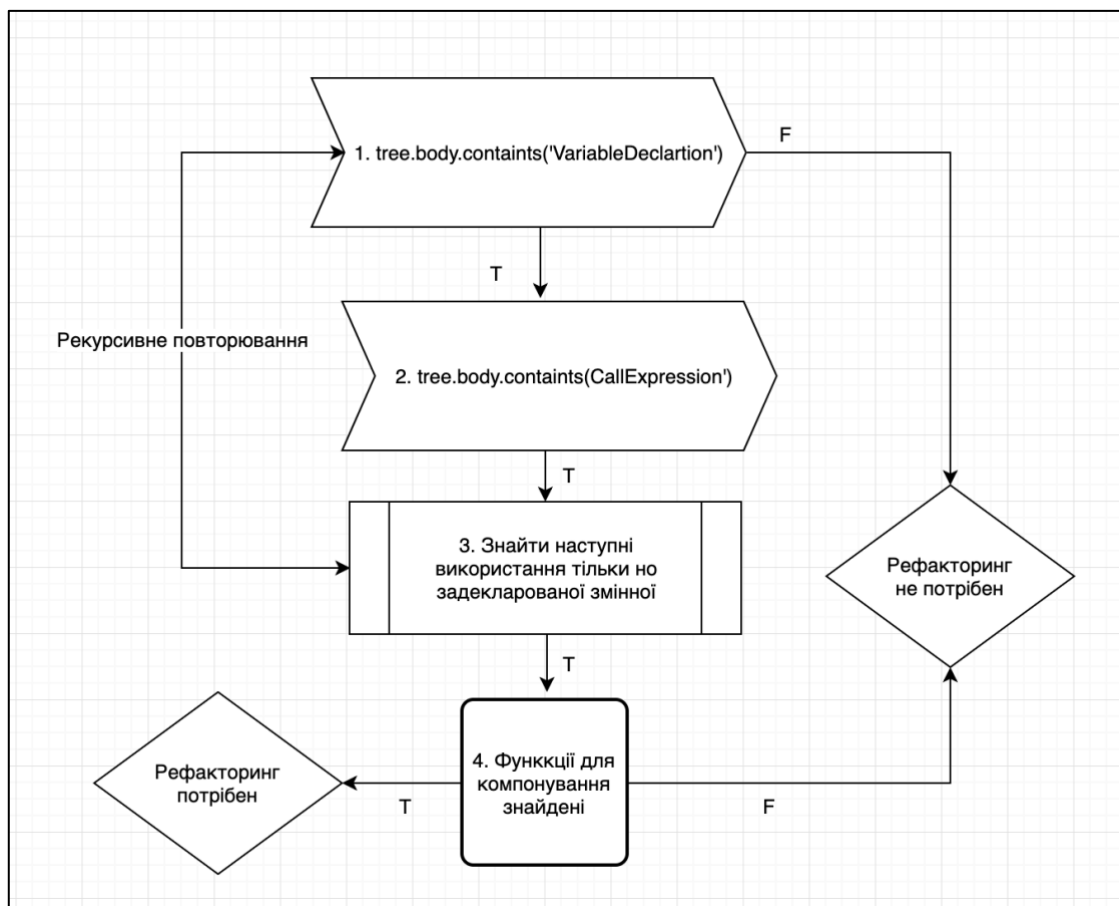 1. tree.body.containts('VariableDeclartion')
F
T
Рекурсивне повторювання
2. tree.body.containts(CallExpression')
T
3. Знайти наступні
використання тільки но
задекларованої змінної
Рефакторинг
не потрібен
T
4. Функкції для
компонування
знайдені
Рефакторинг
потрібен
T
F